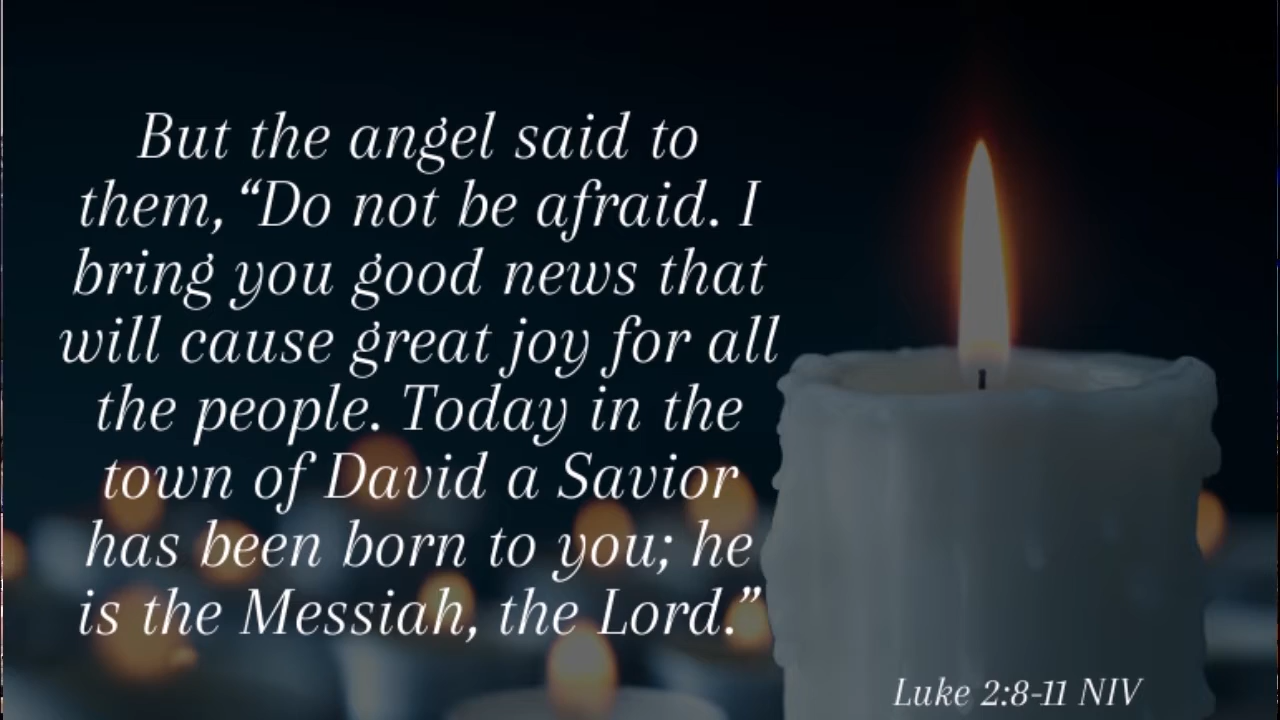 But the angel said to
them, “Do not be afraid. I
bring you good news that
will cause great joy for all
the people. Today in the
town of David a Savior
has been born to you; he
is the Messiah, the Lord.”
Luke 2:8-11 NIV